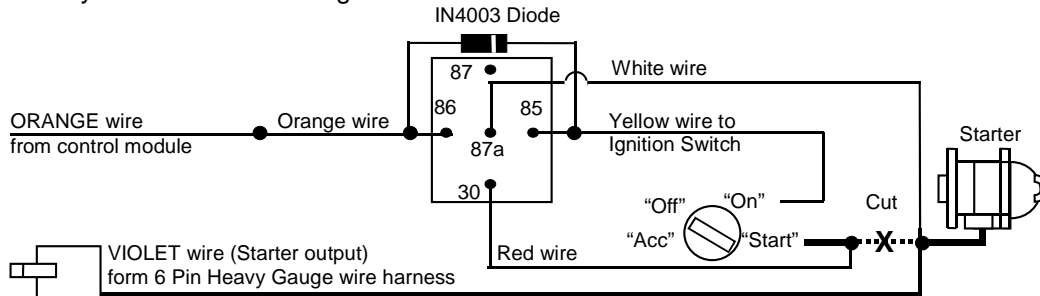 IN4003 Diode
87
White wire
86
85
ORANGE wire
from control module
Orange wire
87a
Yellow wire to
Ignition Switch
Starter
30
"Off"
"On"
Cut
"Acc"
"Start"
X
VIOLET wire (Starter output)
form 6 Pin Heavy Gauge wire harness
Red wire